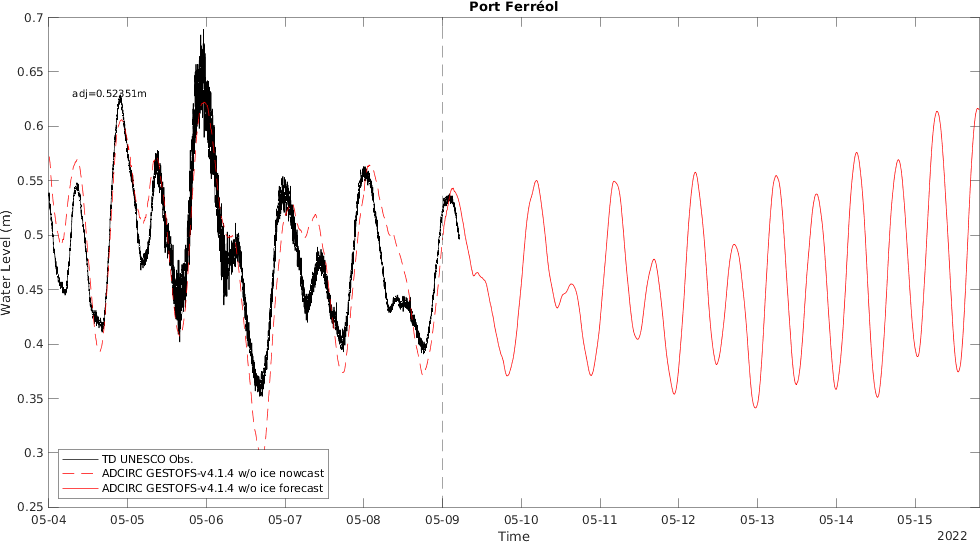 Port Ferréol
0.7
0.65
0.6
0.55
0.5
0.45
0.4
0.35
0.3
0.25
Water Level (m)
adj=0.52351m
TD UNESCO Obs.
ADCIRC GESTOFS-v4.1.4 w/o ice nowcast
ADCIRC GESTOFS-v4.1.4 w/o ice forecast
05-04 05-05 05-06 05-07 05-08 05-09 05-10 05-11 05-12 05-13 05-14 05-15
2022
Time